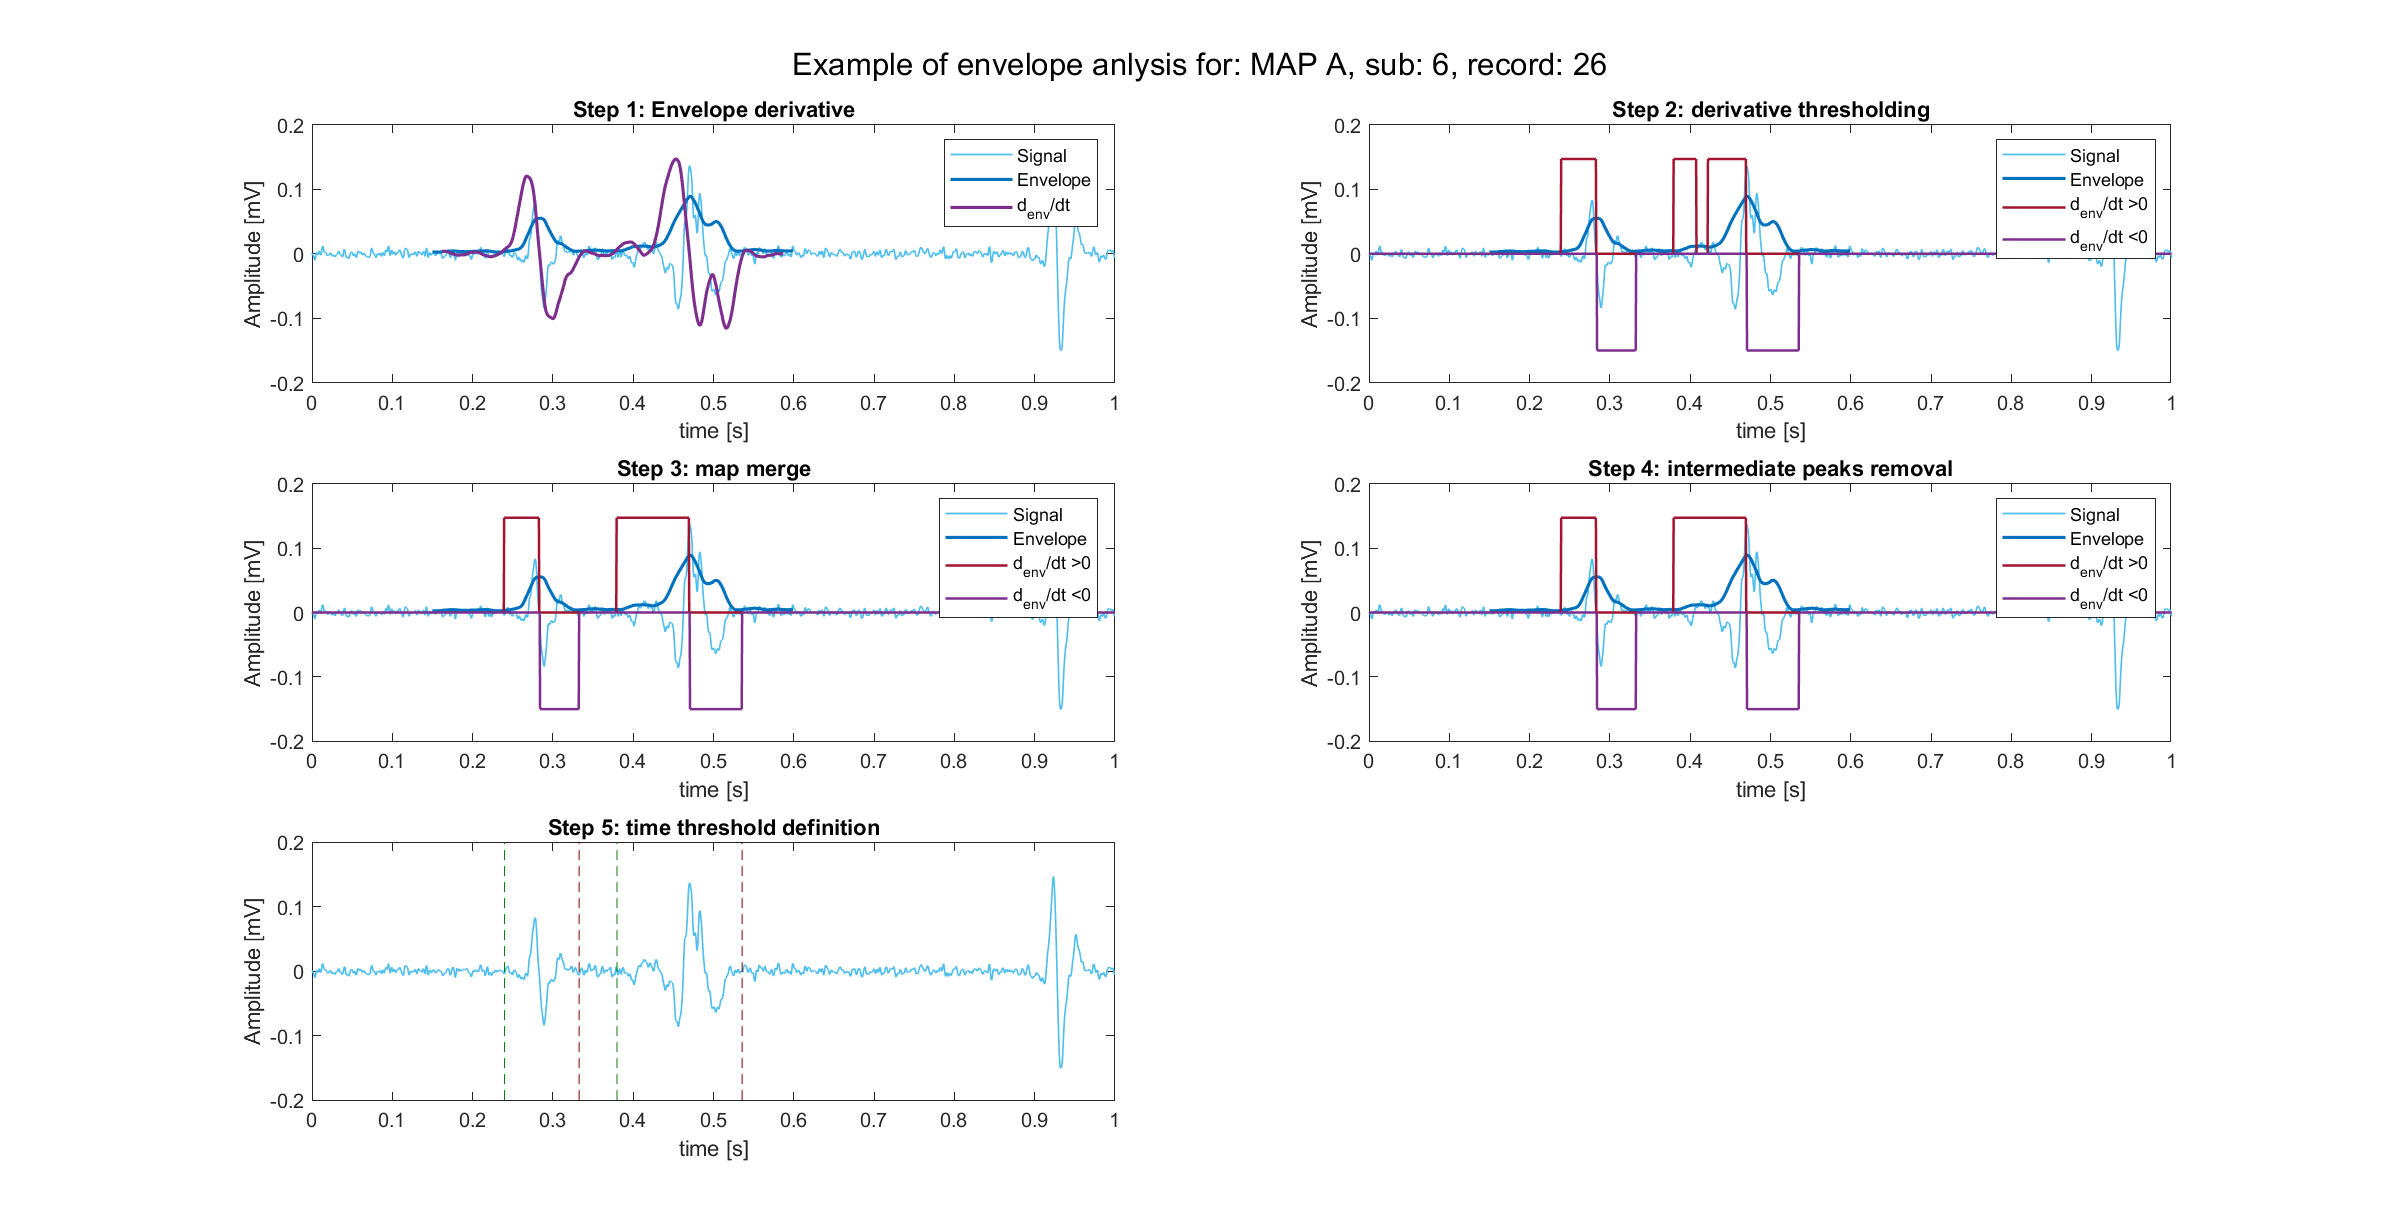 Example of envelope anlysis for: MAP A, sub: 6, record: 26
Step 1: Envelope derivative
0.2
0.1
0
-0.1
-0.2
Amplitude [mV]
0 0.1 0.2 0.3 0.4 0.5 0.6 0.7 0.8 0.9 1
time [s]
Signal
Envelope
d_env/dt
Step 2: derivative thresholding
0.2
0.1
0
-0.1
-0.2
Amplitude [mV]
0 0.1 0.2 0.3 0.4 0.5 0.6 0.7 0.8 0.9 1
time [s]
Signal
Envelope
d_env/dt >0
d_env/dt <0
Step 3: map merge
0.2
0.1
0
-0.1
-0.2
Amplitude [mV]
0 0.1 0.2 0.3 0.4 0.5 0.6 0.7 0.8 0.9 1
time [s]
Signal
Envelope
d_env/dt >0
d_env/dt <0
Step 4: intermediate peaks removal
0.2
0.1
0
-0.1
-0.2
Amplitude [mV]
0 0.1 0.2 0.3 0.4 0.5 0.6 0.7 0.8 0.9 1
time [s]
Signal
Envelope
d_env/dt >0
d_env/dt <0
Step 5: time threshold definition
0.2
0.1
0
-0.1
-0.2
Amplitude [mV]
0 0.1 0.2 0.3 0.4 0.5 0.6 0.7 0.8 0.9 1
time [s]